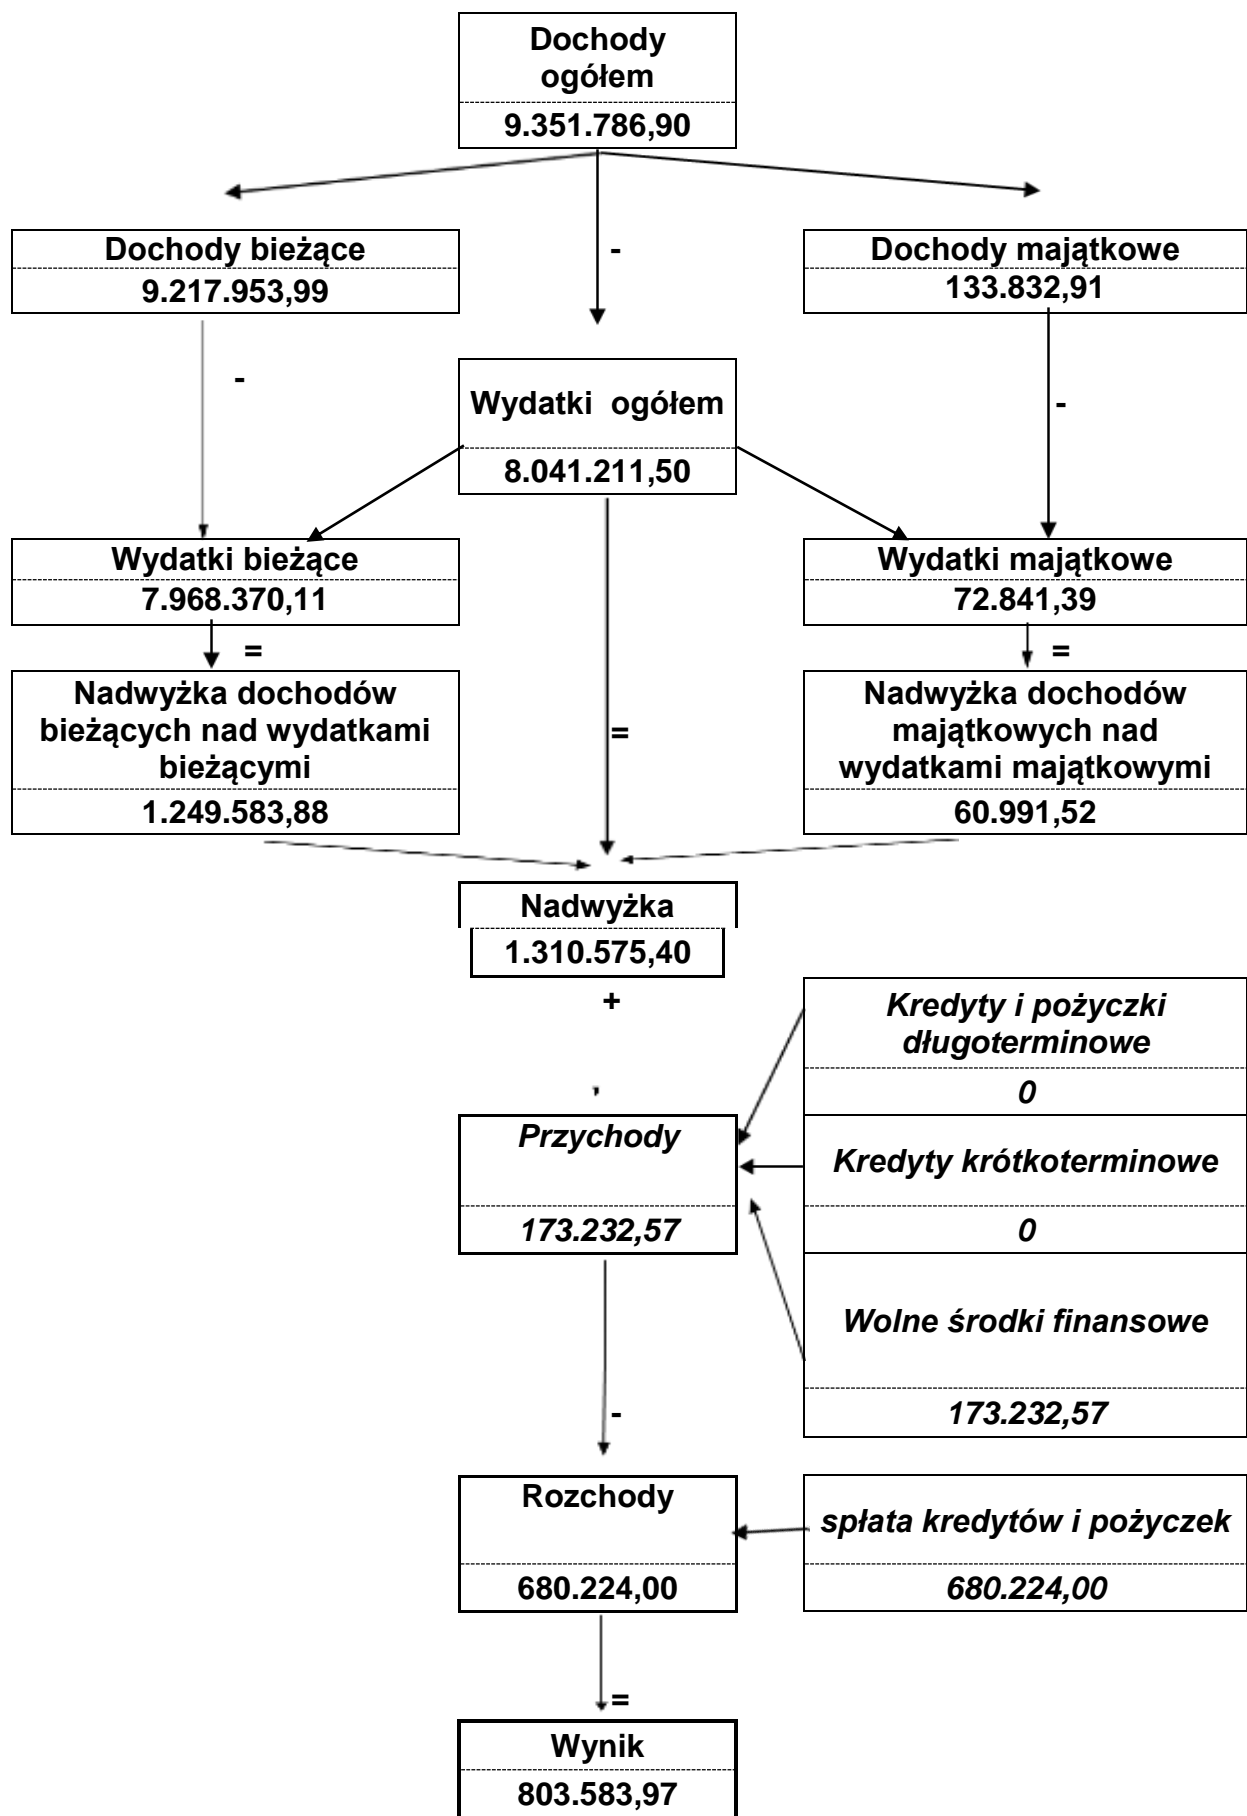 Dochody
ogółem
9.351.786,90
Dochody bieżące
9.217.953,99
-
Dochody majątkowe
133.832,91
-
Wydatki ogółem
8.041.211,50
-
Wydatki bieżące
7.968.370,11
=
Wydatki majątkowe
72.841,39
=
Nadwyżka dochodów
bieżących nad wydatkami
bieżącymi
1.249.583,88
=
Nadwyżka dochodów
majątkowych nad
wydatkami majątkowymi
60.991,52
Nadwyżka
1.310.575,40
+
Kredyty i pożyczki
długoterminowe
0
Przychody
173.232,57
Kredyty krótkoterminowe
0
Wolne środki finansowe
173.232,57
-
Rozchody
680.224,00
spłata kredytów i pożyczek
680.224,00
=
Wynik
803.583,97